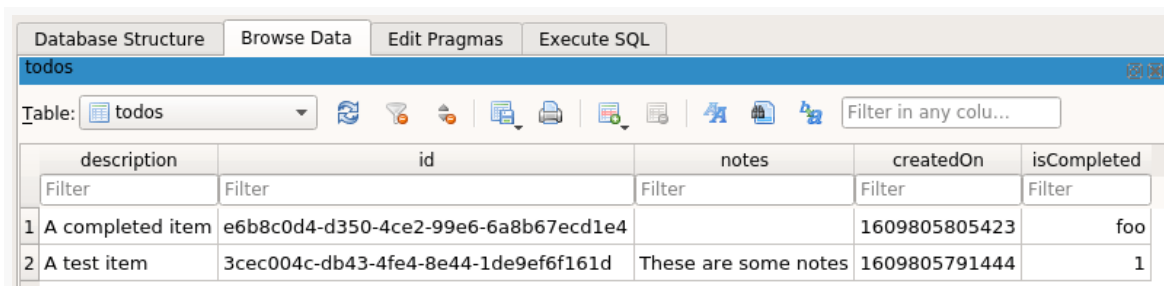 Database Structure Browse Data Edit Pragmas Execute SQL
todos
Table: todos Filter in any colu...
description id notes createdOn isCompleted
Filter Filter Filter Filter Filter
1 A completed item e6b8c0d4-d350-4ce2-99e6-6a8b67ecd1e4 1609805805423 foo
2 A test item 3cec004c-db43-4fe4-8e44-1de9ef6f161d These are some notes 1609805791444 1